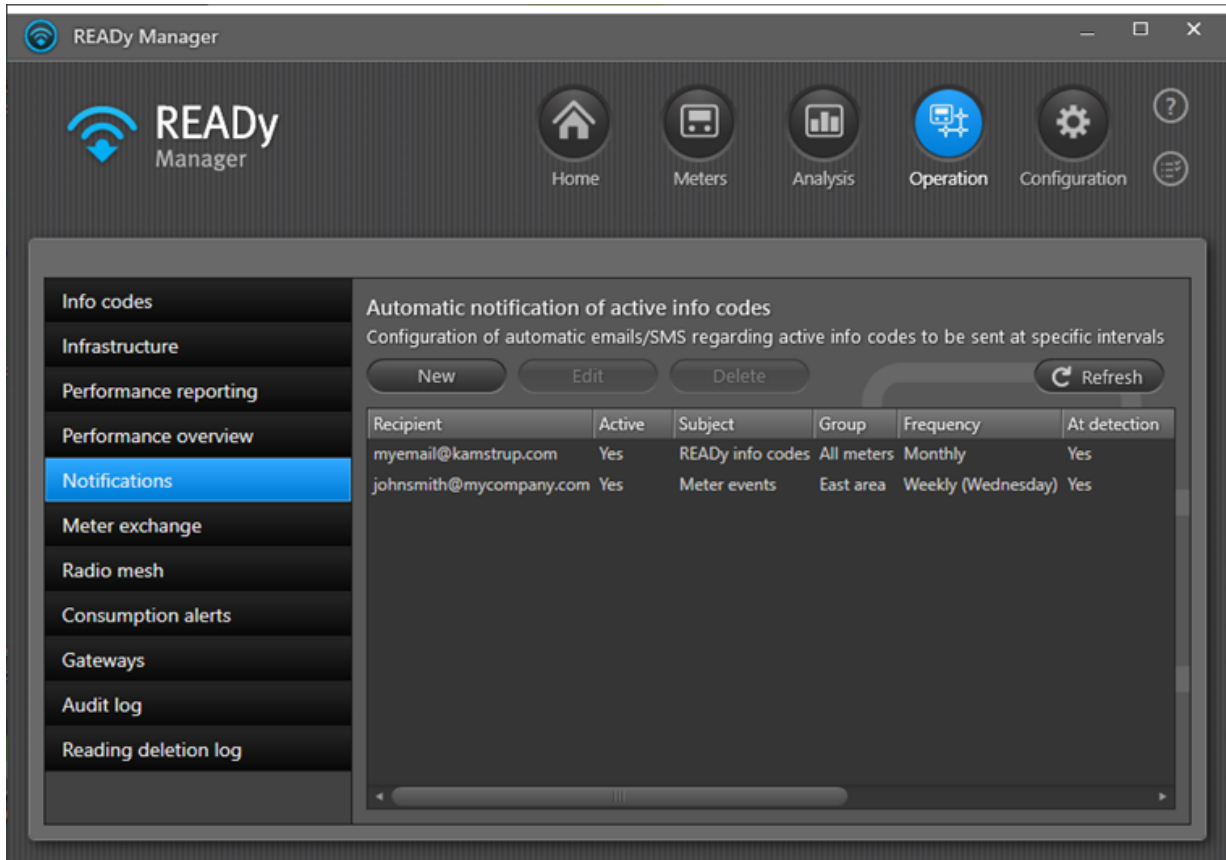 READy Manager
READy
Manager
Home Meters Analysis Operation Configuration
?
Info codes
Infrastructure
Performance reporting
Performance overview
Notifications
Meter exchange
Radio mesh
Consumption alerts
Gateways
Audit log
Reading deletion log
Automatic notification of active info codes
Configuration of automatic emails/SMS regarding active info codes to be sent at specific intervals
New Edit Delete Refresh
Recipient Active Subject Group Frequency At detection
myemail@kamstrup.com Yes READy info codes All meters Monthly Yes
johnsmith@mycompany.com Yes Meter events East area Weekly (Wednesday) Yes